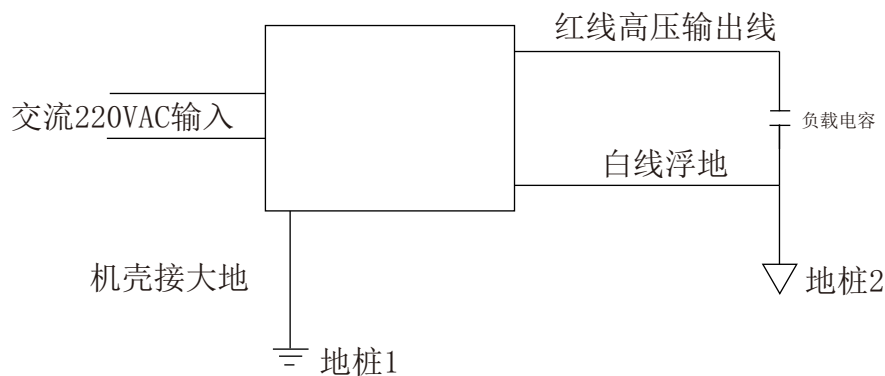 红线高压输出线
交流220VAC输入
负载电容
白线浮地
机壳接大地
地桩2
地桩1